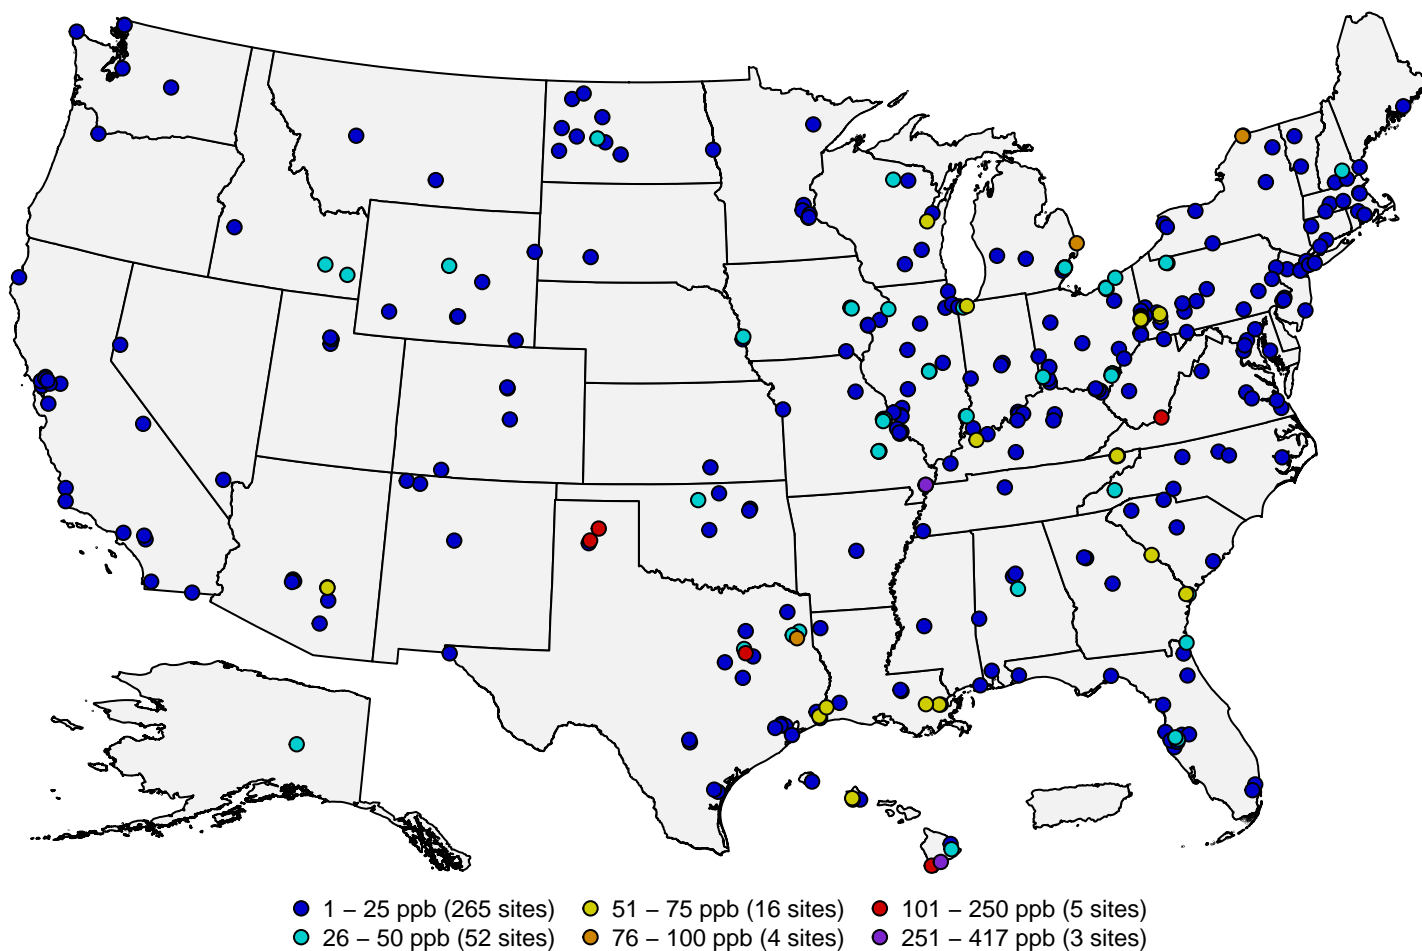 1 – 25 ppb (265 sites) 51 – 75 ppb (16 sites) 101 – 250 ppb (5 sites)
26 – 50 ppb (52 sites) 76 – 100 ppb (4 sites) 251 – 417 ppb (3 sites)